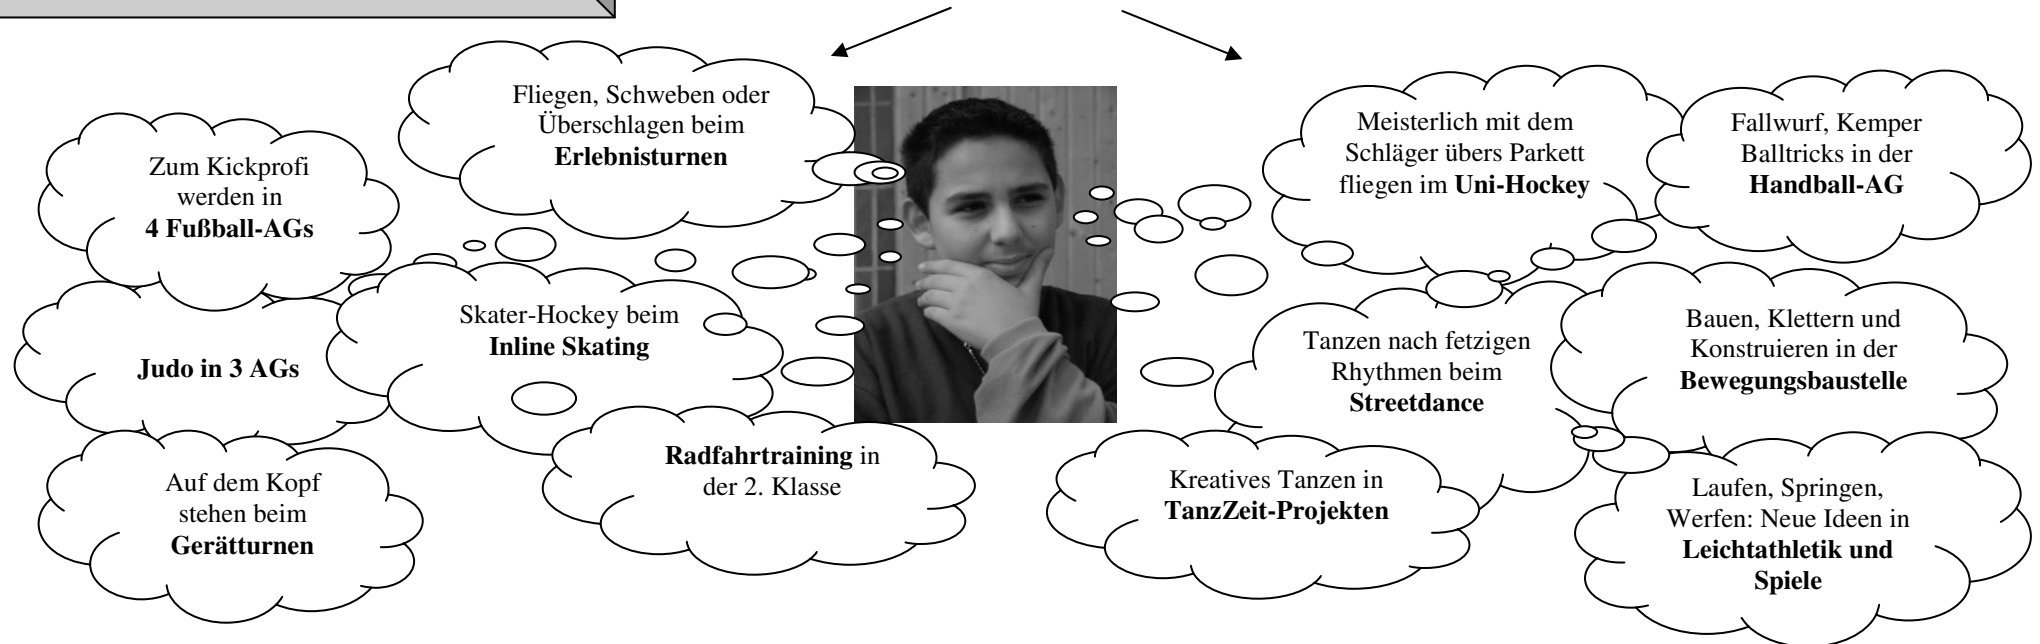 Fliegen, Schweben oder
Überschlagen beim
Erlebnisturnen
Zum Kickprofi
werden in
4 Fußball-AGs
Skater-Hockey beim
Inline Skating
Judo in 3 AGs
Radfahrtraining in
der 2. Klasse
Auf dem Kopf
stehen beim
Gerätturnen
Meisterlich mit dem
Schläger übers Parkett
fliegen im Uni-Hockey
Fallwurf, Kemper
Balltricks in der
Handball-AG
Tanzen nach fetzigen
Rhythmen beim
Streetdance
Bauen, Klettern und
Konstruieren in der
Bewegungsbaustelle
Kreatives Tanzen in
TanzZeit-Projekten
Laufen, Springen,
Werfen: Neue Ideen in
Leichtathletik und
Spiele